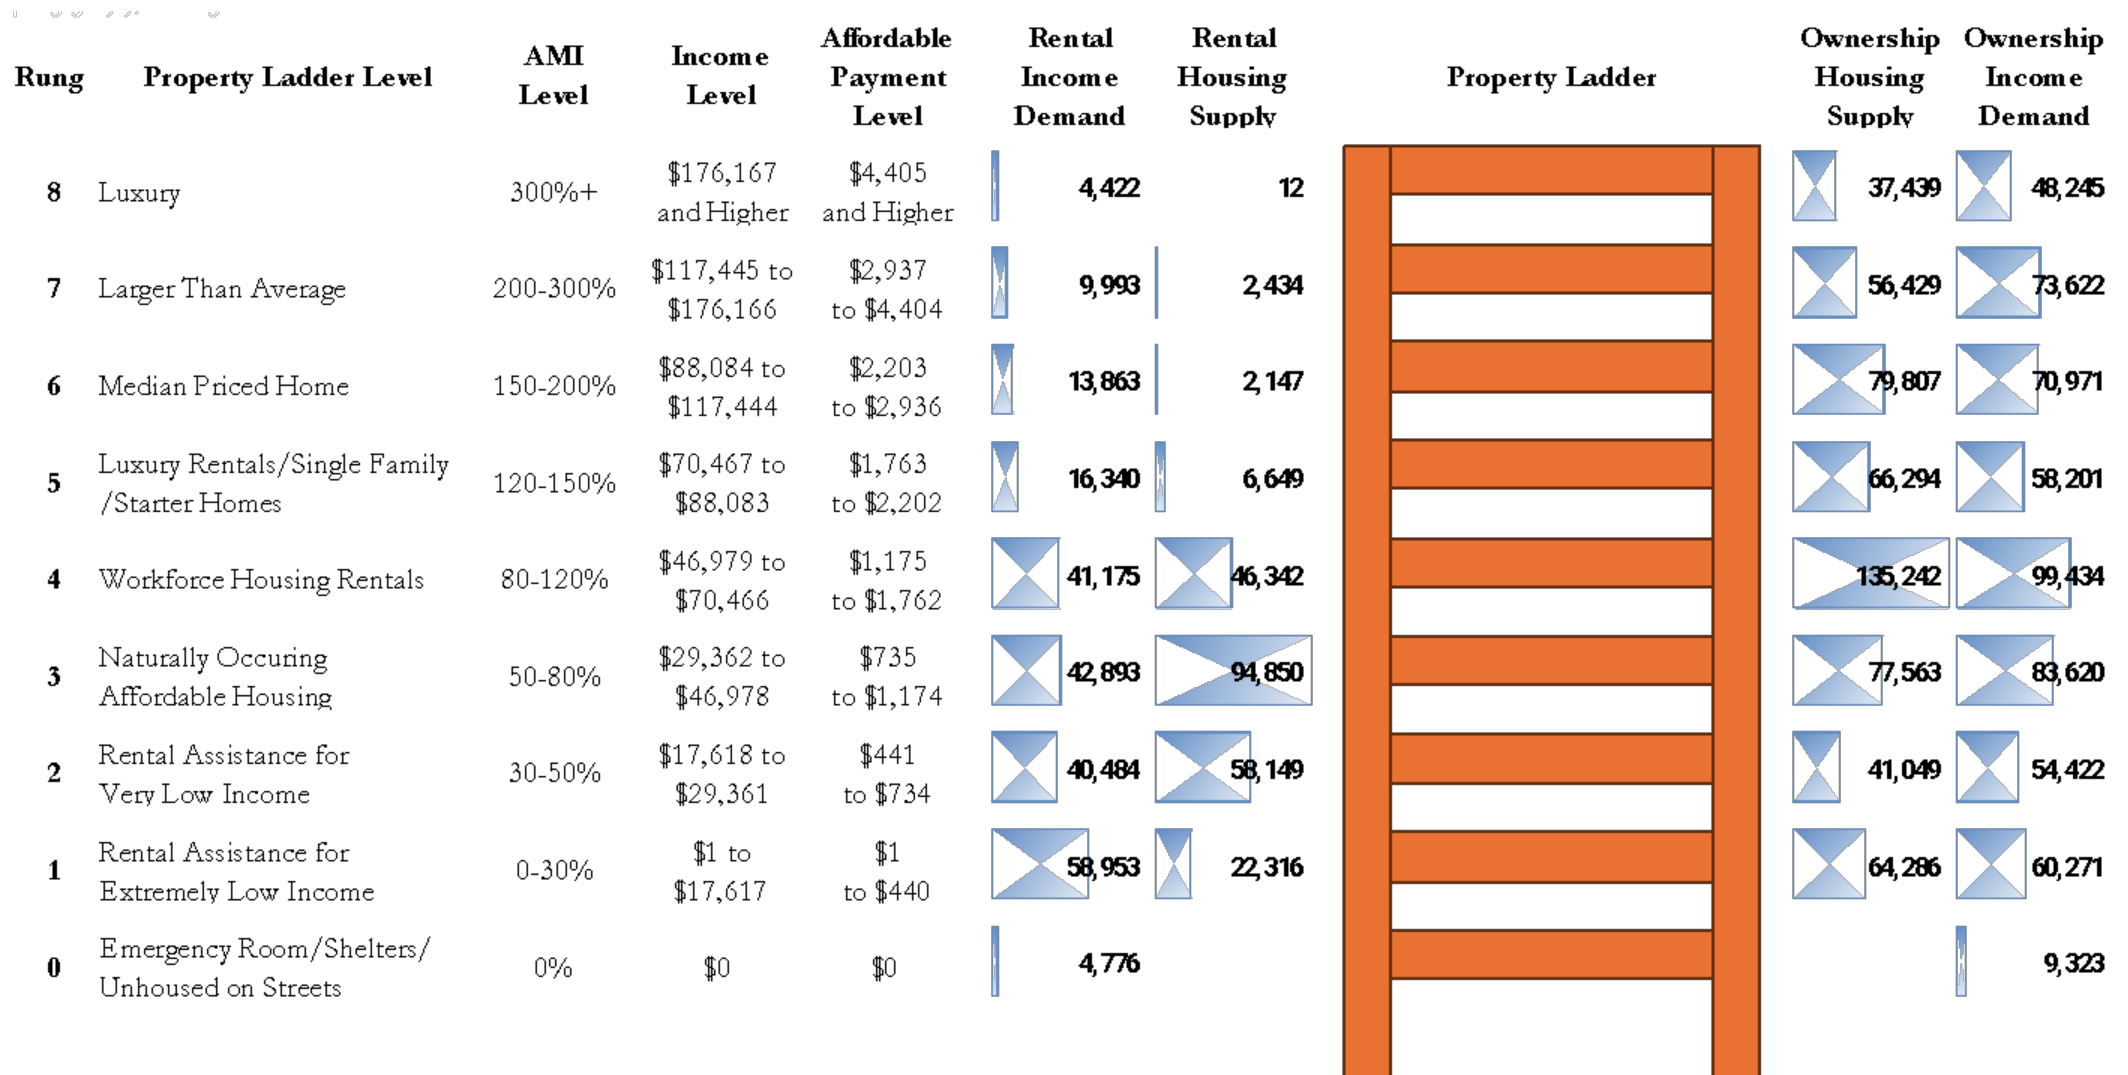 Rung Property Ladder Level AMI Level Income Level Affordable Payment Level Rental Income Demand Rental Housing Supply Property Ladder Ownership Housing Supply Ownership Income Demand
8 Luxury 300%+ $176,167 and Higher $4,405 and Higher 4,422 12 37,439 48,245
7 Larger Than Average 200-300% $117,445 to $176,166 $2,937 to $4,404 9,993 2,434 56,429 73,622
6 Median Priced Home 150-200% $88,084 to $117,444 $2,203 to $2,936 13,863 2,147 79,807 70,971
5 Luxury Rentals/Single Family /Starter Homes 120-150% $70,467 to $88,083 $1,763 to $2,202 16,340 6,649 66,294 58,201
4 Workforce Housing Rentals 80-120% $46,979 to $70,466 $1,175 to $1,762 41,175 46,342 135,242 99,434
3 Naturally Occuring Affordable Housing 50-80% $29,362 to $46,978 $735 to $1,174 42,893 94,850 77,563 83,620
2 Rental Assistance for Very Low Income 30-50% $17,618 to $29,361 $441 to $734 40,484 58,149 41,049 54,422
1 Rental Assistance for Extremely Low Income 0-30% $1 to $17,617 $1 to $440 58,953 22,316 64,286 60,271
0 Emergency Room/Shelters/ Unhoused on Streets 0% $0 $0 4,776 9,323